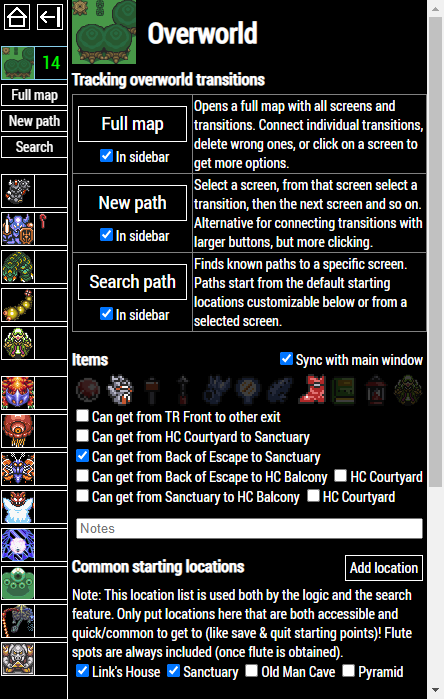 Overworld
14
Full map
New path
Search
Tracking overworld transitions
Full map
In sidebar
Opens a full map with all screens and
transitions. Connect individual transitions,
delete wrong ones, or click on a screen to
get more options.
New path
In sidebar
Select a screen, from that screen select a
transition, then the next screen and so on.
Alternative for connecting transitions with
larger buttons, but more clicking.
Search path
In sidebar
Finds known paths to a specific screen.
Paths start from the default starting
locations customizable below or from a
selected screen.
Items
Sync with main window
Can get from TR Front to other exit
Can get from HC Courtyard to Sanctuary
Can get from Back of Escape to Sanctuary
Can get from Back of Escape to HC Balcony HC Courtyard
Can get from Sanctuary to HC Balcony HC Courtyard
Notes
Common starting locations
Add location
Note: This location list is used both by the logic and the search
feature. Only put locations here that are both accessible and
quick/common to get to (like save & quit starting points)! Flute
spots are always included (once flute is obtained).
Link's House Sanctuary Old Man Cave Pyramid